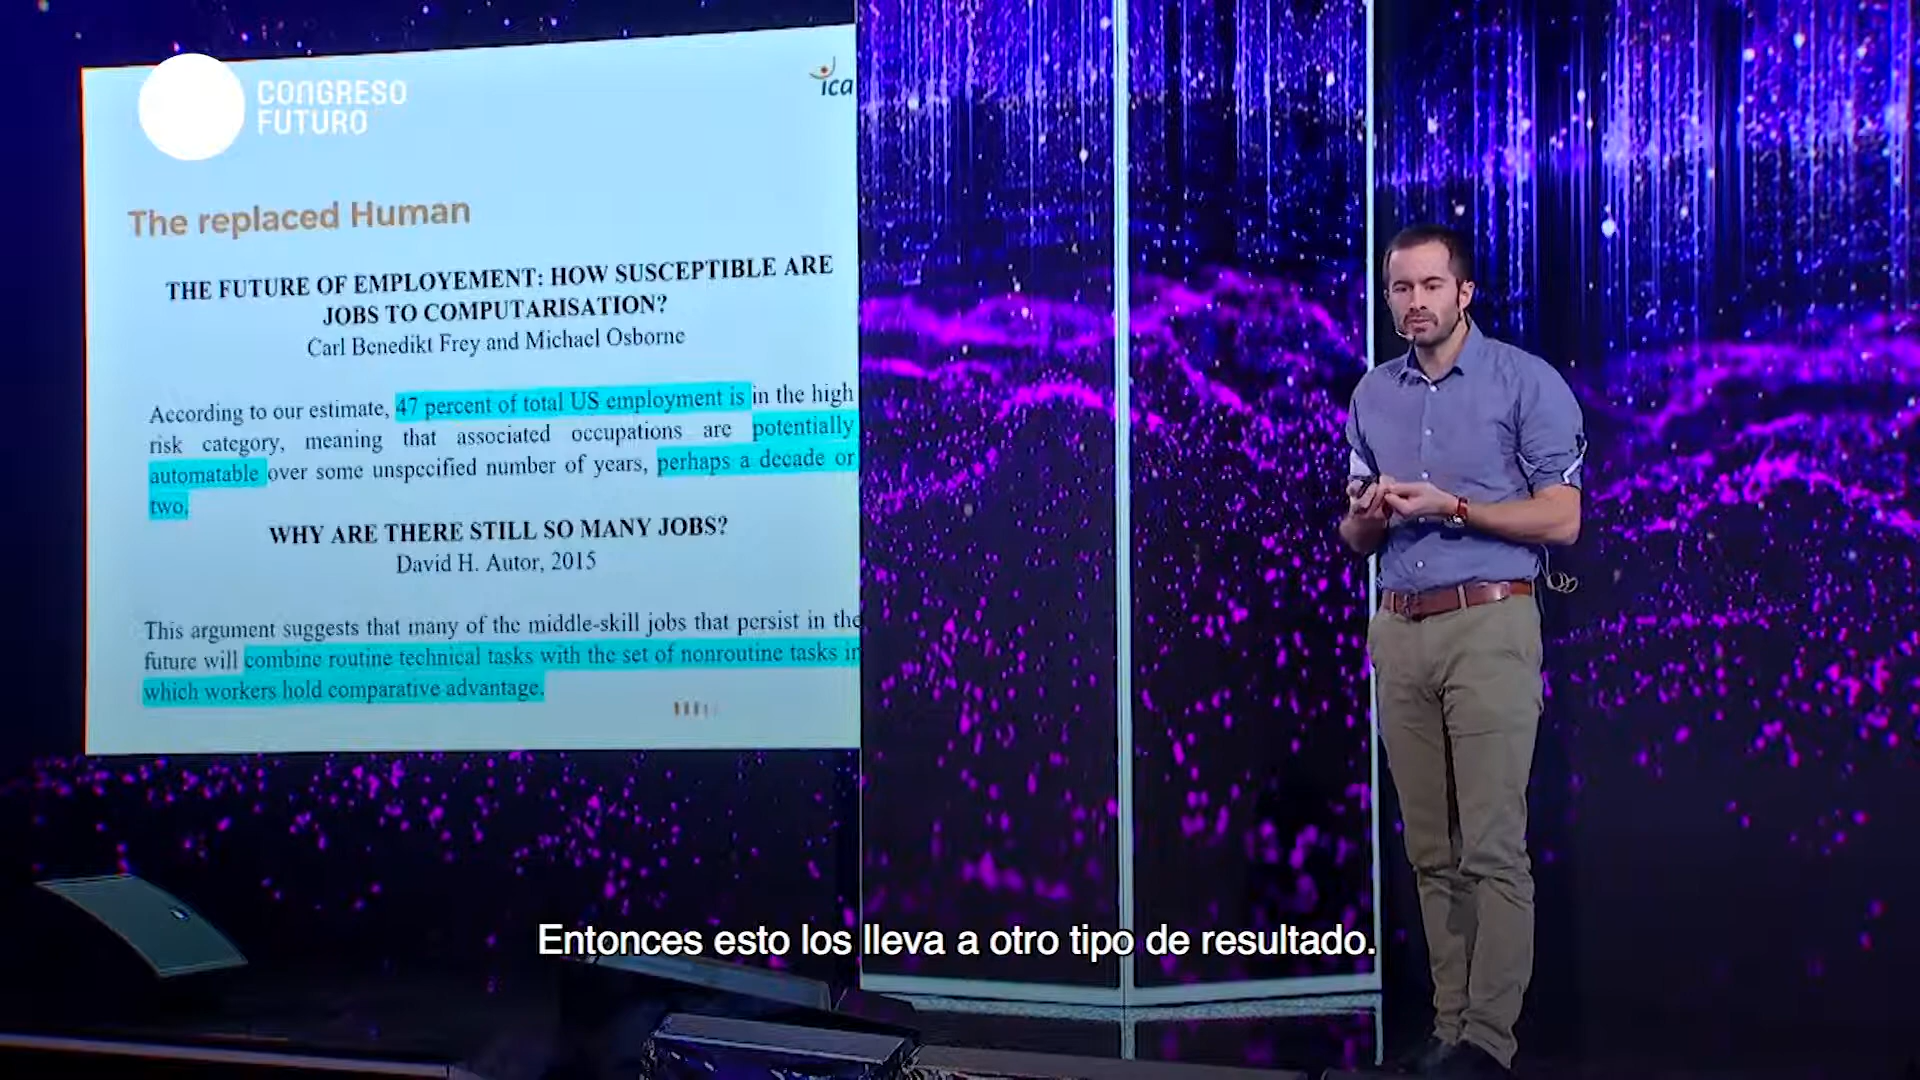 CONGRESO
FUTURO
ica
The replaced Human
THE FUTURE OF EMPLOYEMENT: HOW SUSCEPTIBLE ARE
JOBS TO COMPUTARISATION?
Carl Benedikt Frey and Michael Osborne
According to our estimate, 47 percent of total US employment is in the high
risk category, meaning that associated occupations are potentially
automatable over some unspecified number of years, perhaps a decade or
two.
WHY ARE THERE STILL SO MANY JOBS?
David H. Autor, 2015
This argument suggests that many of the middle-skill jobs that persist in the
future will combine routine technical tasks with the set of nonroutine tasks in
which workers hold comparative advantage.
Entonces esto los lleva a otro tipo de resultado.